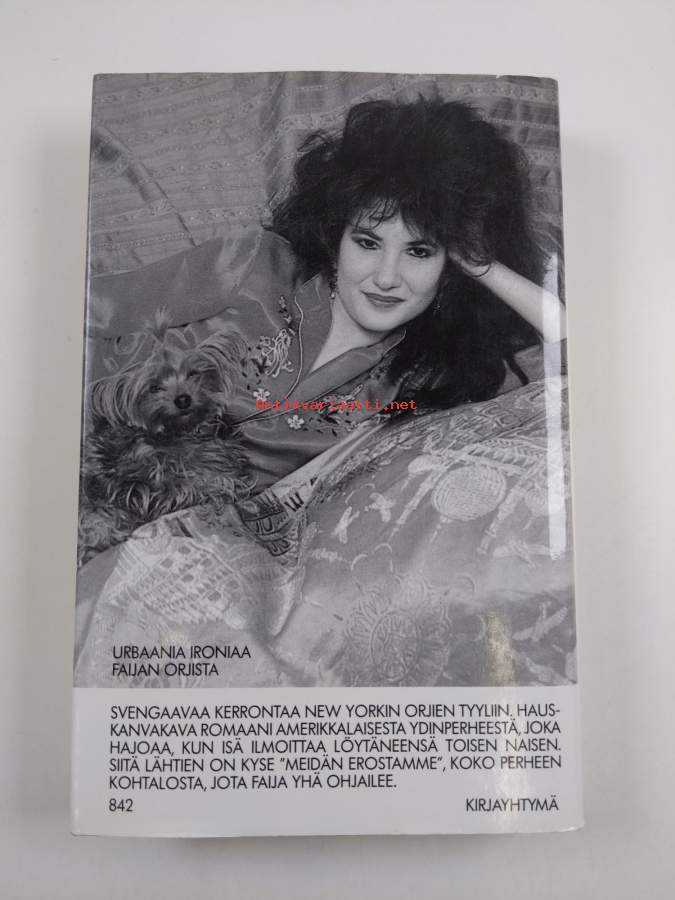 Antikvariaatti.net
URBAANIA IRONIAA
FAIJAN ORJISTA
SVENGAAVAA KERRONTAA NEW YORKIN ORJIEN TYYLIIN. HAUS-
KANVAKAVA ROMAANI AMERIKKALAISESTA YDINPERHEESTÄ, JOKA
HAJOAA, KUN ISÄ ILMOITTAA LÖYTÄNEENSÄ TOISEN NAISEN.
SIITÄ LÄHTIEN ON KYSE ”MEIDÄN EROSTAMME”, KOKO PERHEEN
KOHTALOSTA, JOTA FAIJA YHÄ OHJAILEE.
842 KIRJAYHTYMÄ